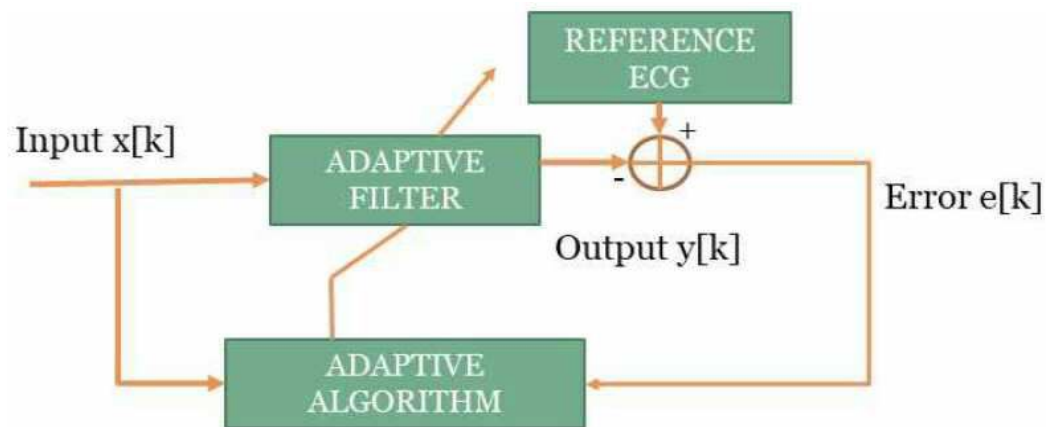 REFERENCE
ECG
+
Input x[k]
ADAPTIVE
FILTER
-
Error e[k]
Output y[k]
ADAPTIVE
ALGORITHM